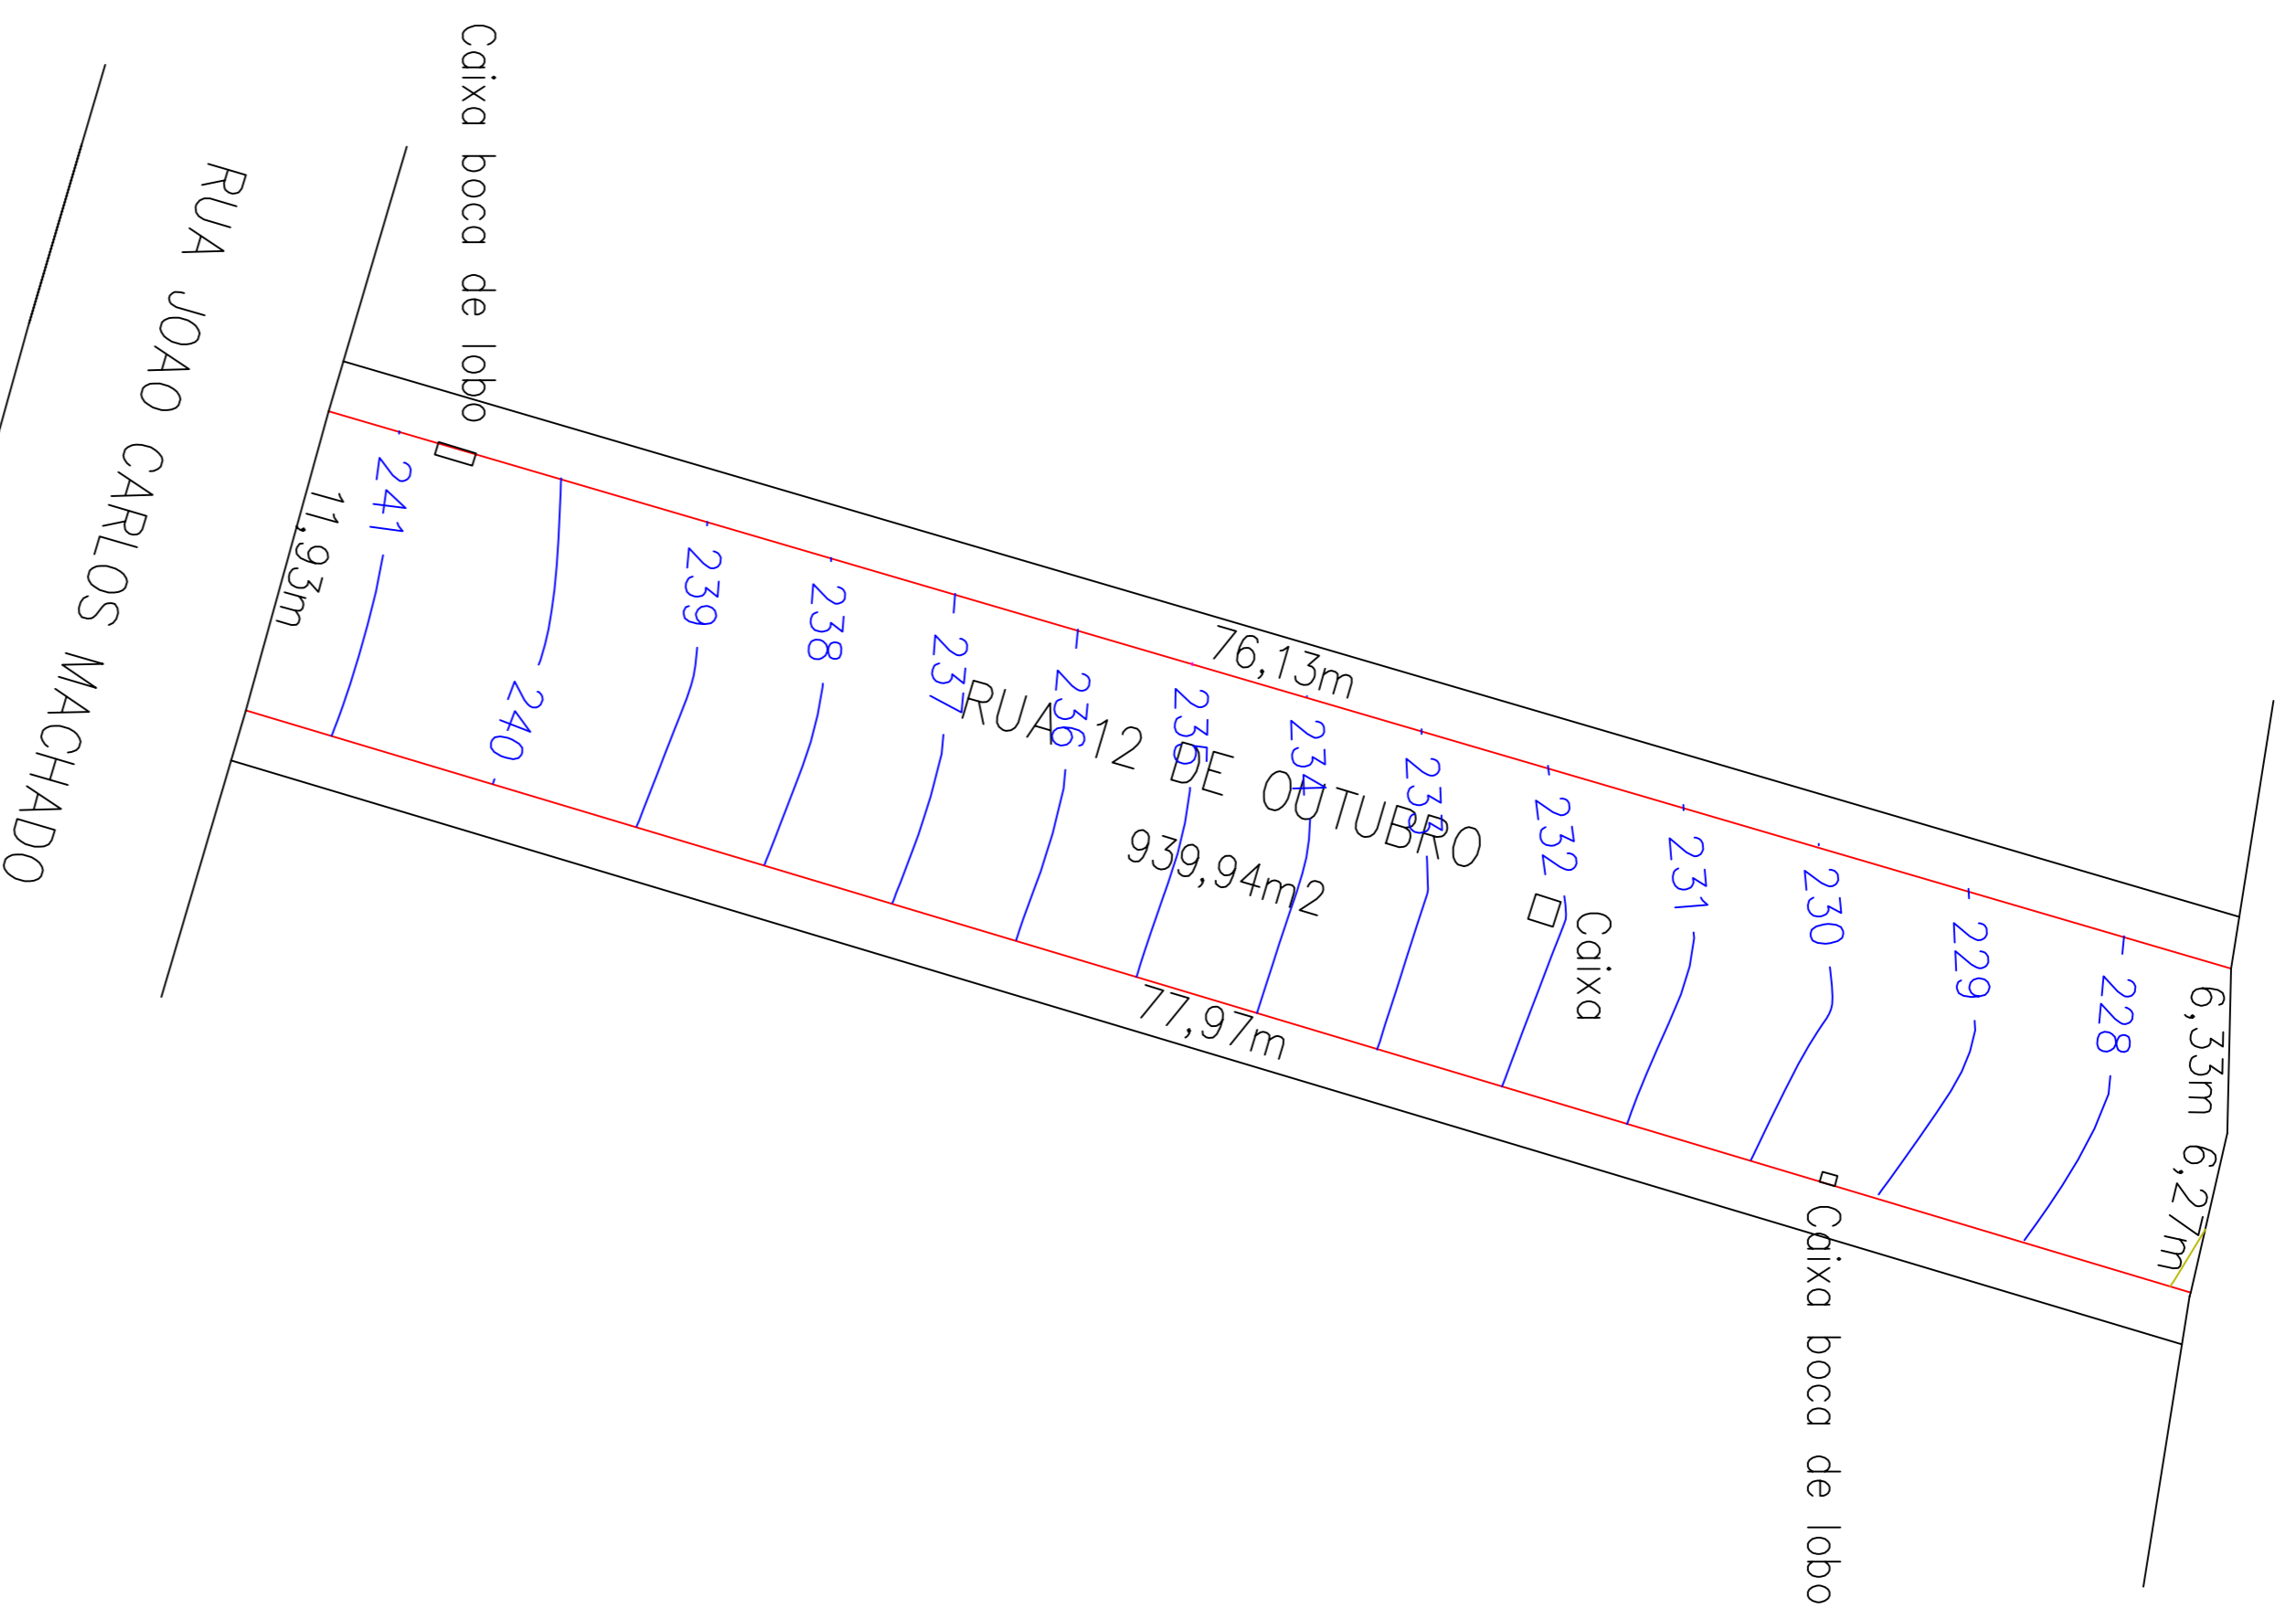 Caixa boca de lobo
RUA JOAO CARLOS MACHADO
11,93m
241
240
239
238
237
236
235
234
233
232
231
230
229
228
76,13m
RUA 12 DE OUTUBRO
939,94m2
77,97m
Caixa
6,33m
6,27m
Caixa boca de lobo